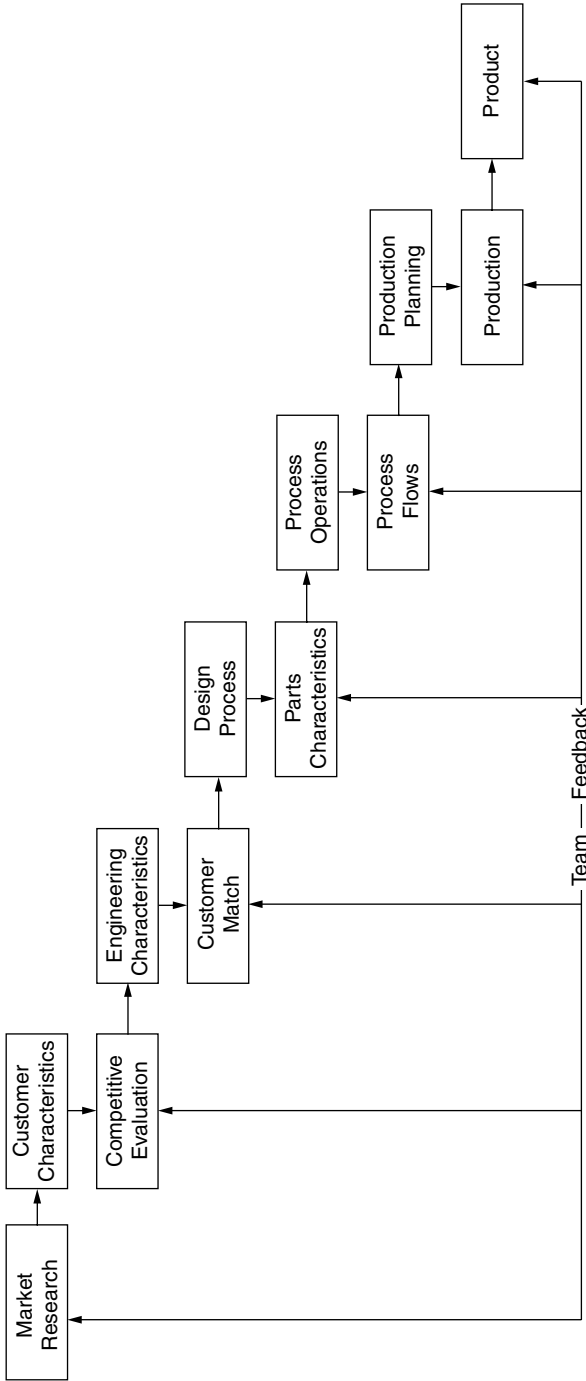 Market
Research
Customer
Characteristics
Competitive
Evaluation
Engineering
Characteristics
Customer
Match
Design
Process
Parts
Characteristics
Process
Operations
Process
Flows
Production
Planning
Production
Product
Team
Feedback